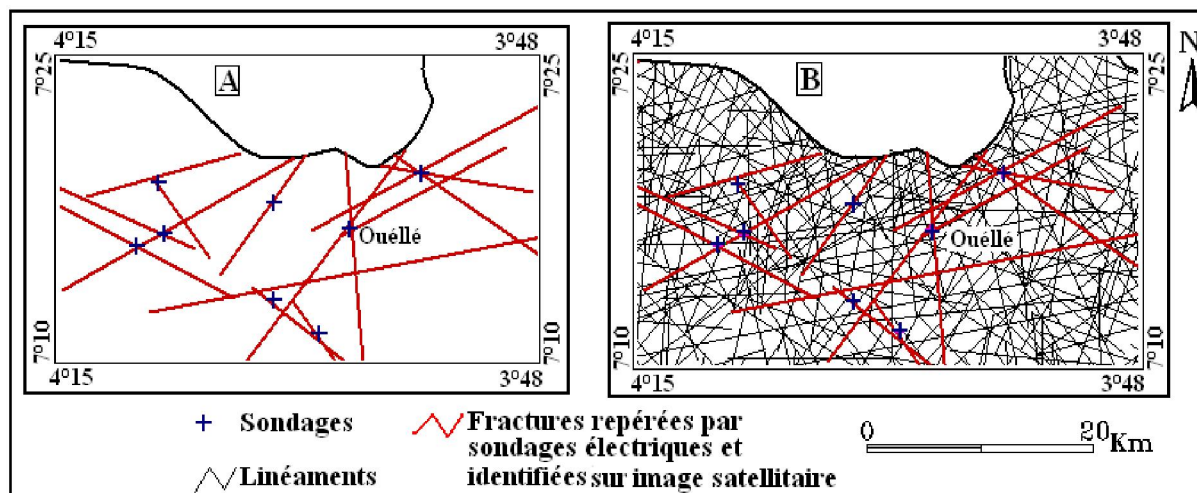 4°15 3°48
7°25 7°25
A
Ouéllé
7°10 7°10
4°15 3°48
4°15 3°48
7°25 7°25
B
Ouéllé
7°10 7°10
4°15 3°48
N
Sondages
Linéaments
Fractures repérées par
sondages électriques et
identifiées sur image satellitaire
0 20 Km